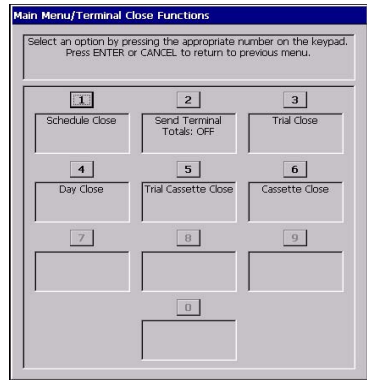 Main Menu/Terminal Close Functions
Select an option by pressing the appropriate number on the keypad.
Press ENTER or CANCEL to return to previous menu.
1 2 3
Schedule Close Send Terminal Trial Close
Totals: OFF
4 5 6
Day Close Trial Cassette Close Cassette Close
7 8 9
0